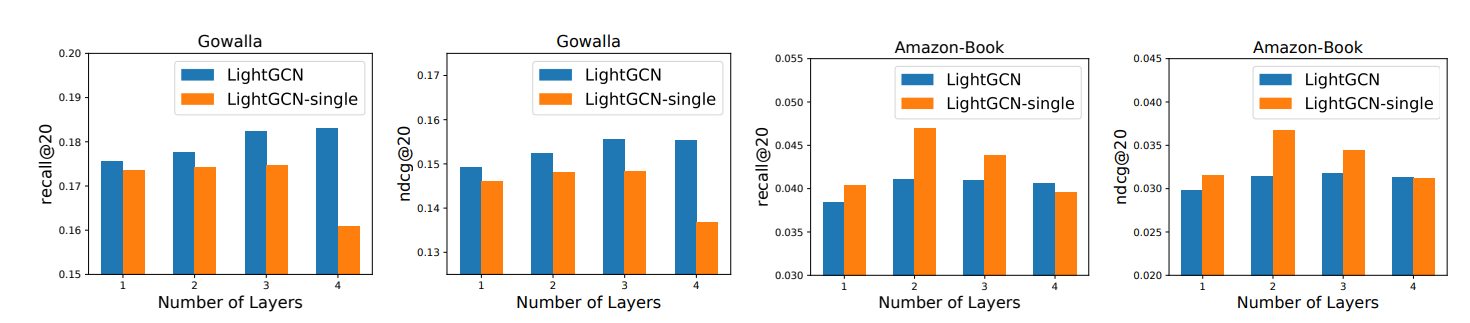 Gowalla
0.20
0.19
0.18
0.17
0.16
0.15
recall@20
LightGCN
LightGCN-single
1 2 3 4
Number of Layers
Gowalla
0.17
0.16
0.15
0.14
0.13
ndcg@20
LightGCN
LightGCN-single
1 2 3 4
Number of Layers
Amazon-Book
0.055
0.050
0.045
0.040
0.035
0.030
recall@20
LightGCN
LightGCN-single
1 2 3 4
Number of Layers
Amazon-Book
0.045
0.040
0.035
0.030
0.025
0.020
ndcg@20
LightGCN
LightGCN-single
1 2 3 4
Number of Layers